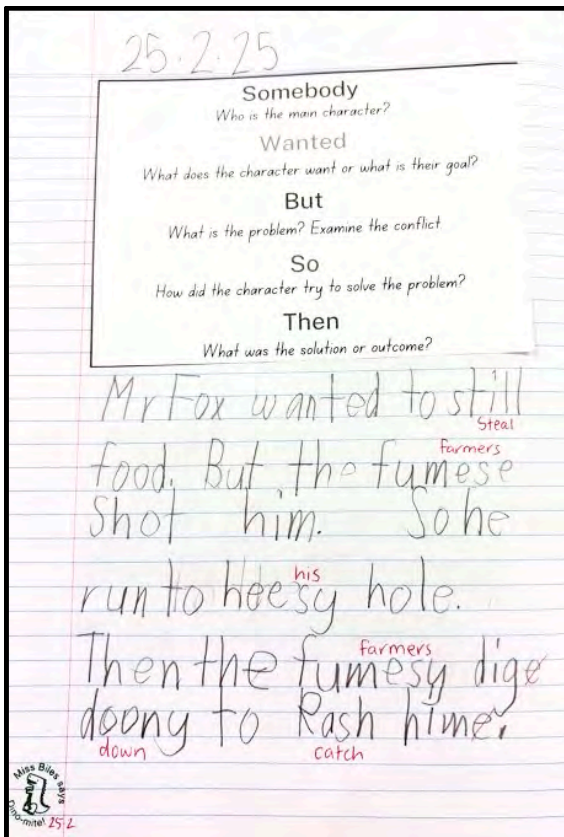 25·2·25
Somebody
Who is the main character?
Wanted
What does the character want or what is their goal?
But
What is the problem? Examine the conflict
So
How did the character try to solve the problem?
Then
What was the solution or outcome?
Mr Fox wanted to still
Steal
farmers
food. But the fumese
Shot him. So he
his
run to heesy hole.
farmers
Then the fumesy dige
doony to Rash hime.
down catch
Miss Biles says
Dino-mite! 25·2